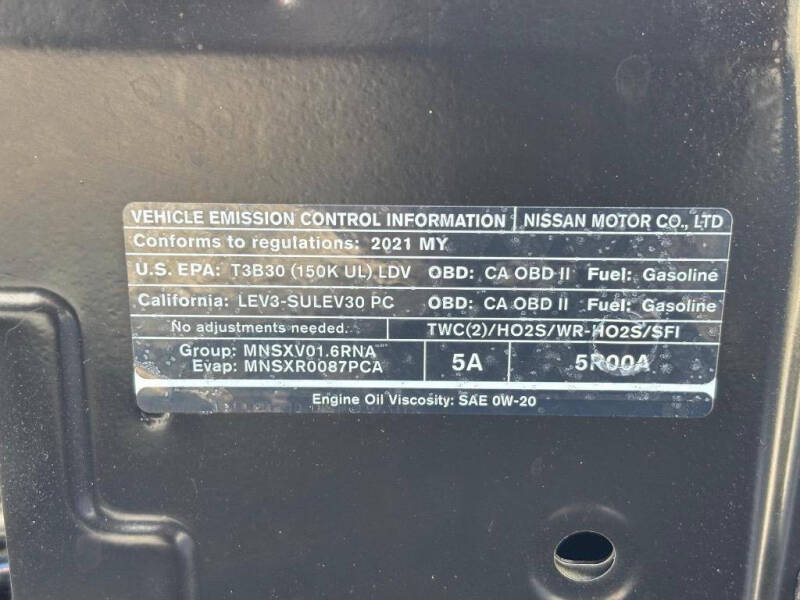 VEHICLE EMISSION CONTROL INFORMATION NISSAN MOTOR CO., LTD
Conforms to regulations: 2021 MY
U.S. EPA: T3B30 (150K UL) LDV OBD: CA OBD II Fuel: Gasoline
California: LEV3-SULEV30 PC OBD: CA OBD II Fuel: Gasoline
No adjustments needed. TWC(2)/HO2S/WR-HO2S/SFI
Group: MNSXV01.6RNA
Evap: MNSXR0087PCA
5A 5R00A
Engine Oil Viscosity: SAE 0W-20